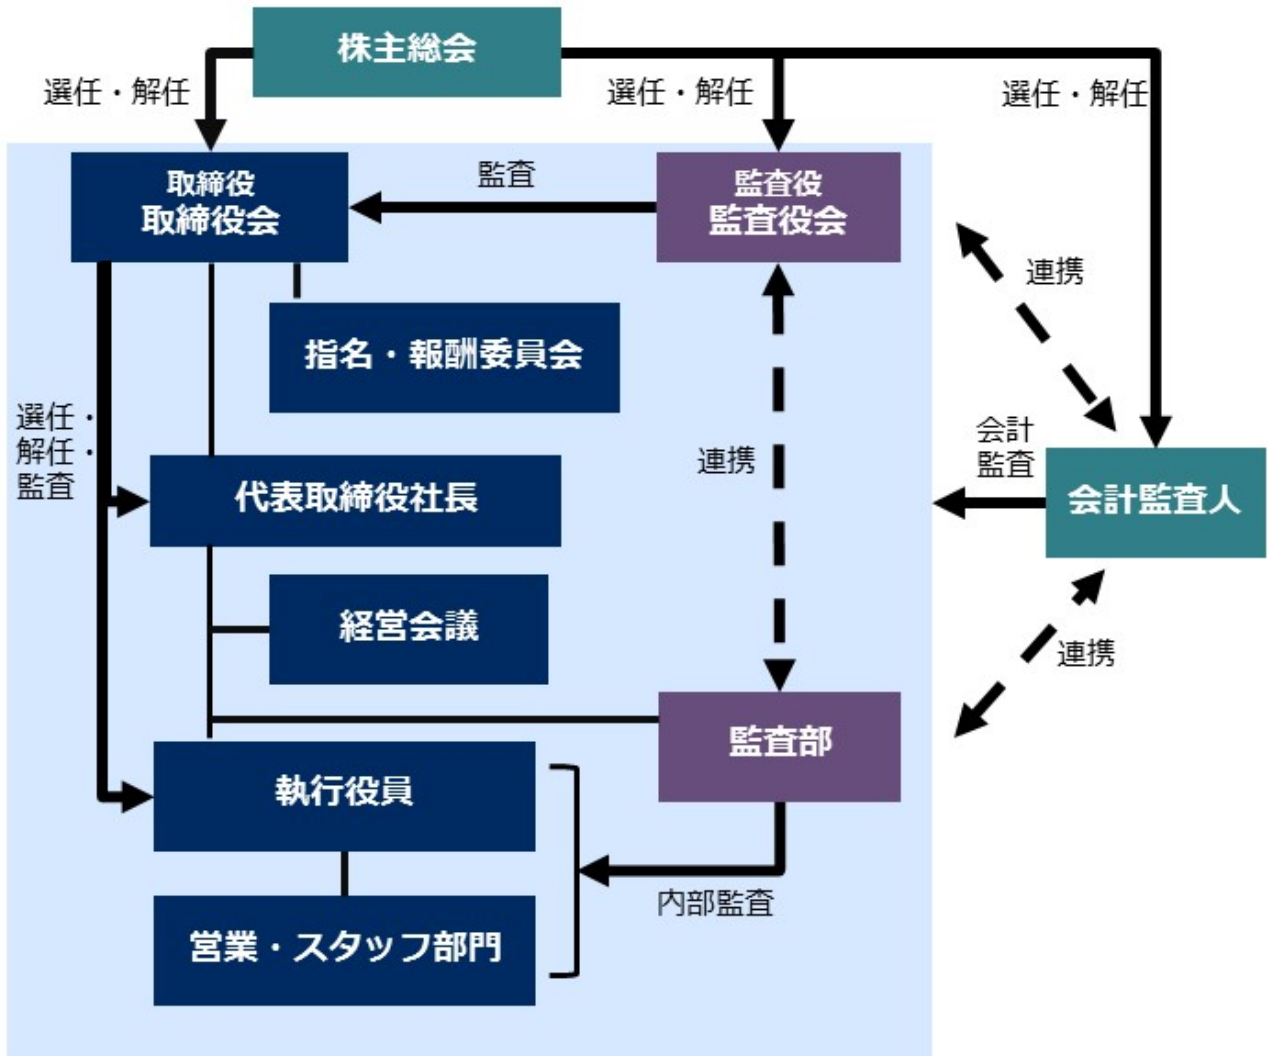 株主総会
選任・解任
選任・解任
選任・解任
取締役
取締役会
監査
監査役
監査役会
連携
指名・報酬委員会
選任・
解任・
監査
連携
会計
監査
代表取締役社長
会計監査人
経営会議
連携
監査部
執行役員
内部監査
営業・スタッフ部門